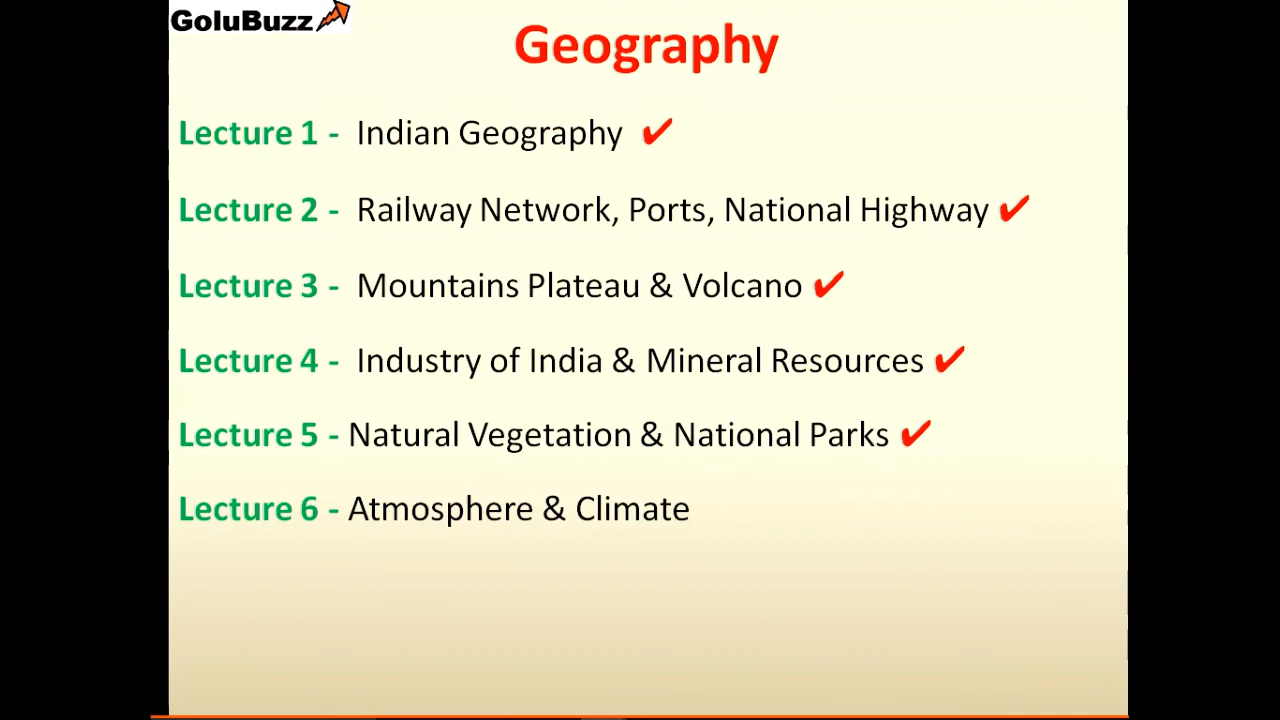 GoluBuzz
Geography
Lecture 1 - Indian Geography ✔
Lecture 2 - Railway Network, Ports, National Highway ✔
Lecture 3 - Mountains Plateau & Volcano ✔
Lecture 4 - Industry of India & Mineral Resources ✔
Lecture 5 - Natural Vegetation & National Parks ✔
Lecture 6 - Atmosphere & Climate